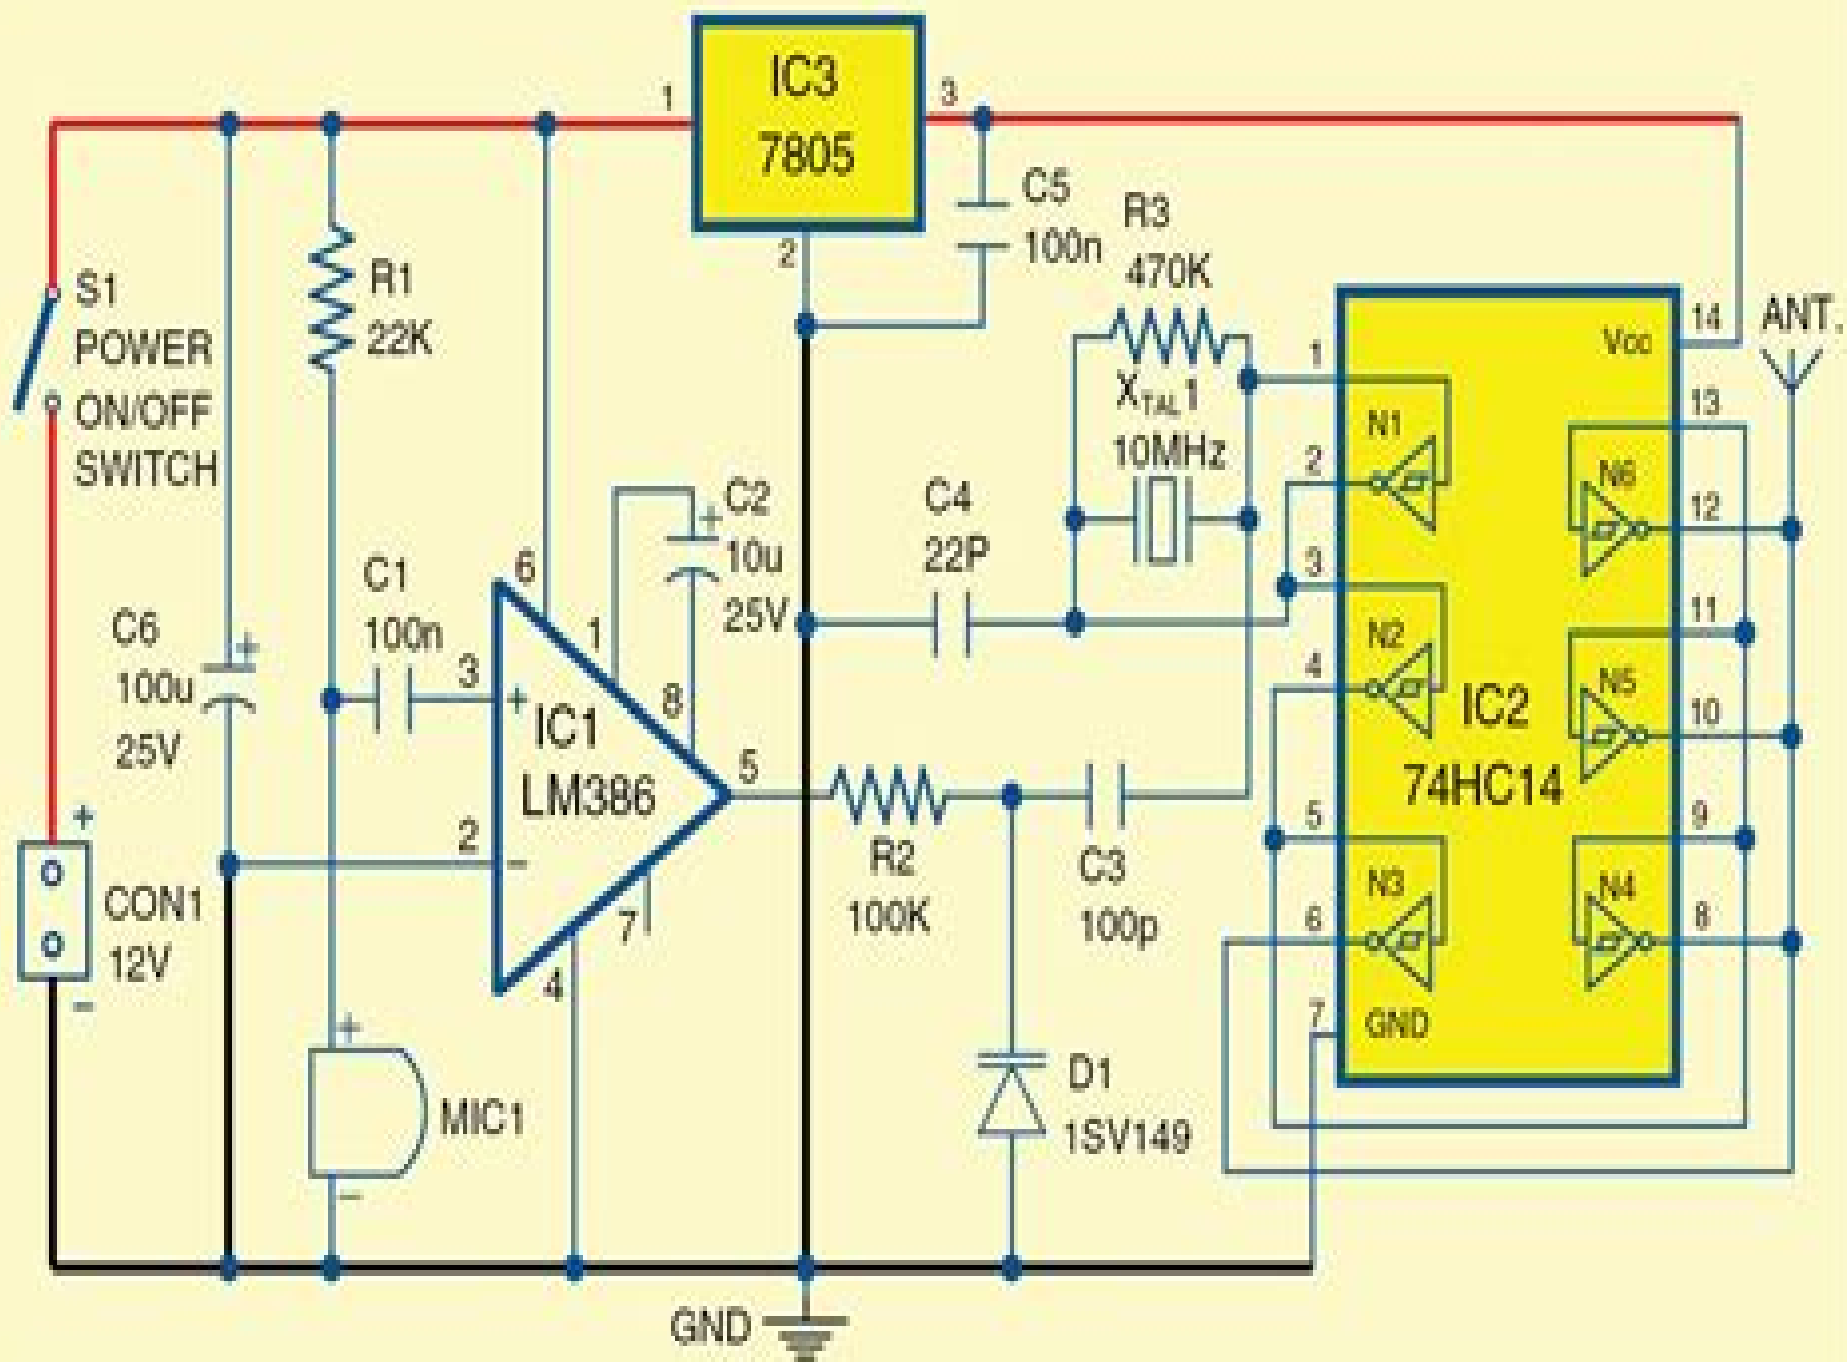 IC3
7805
1
3
2
C5
100n
R3
470K
XTAL1
10MHz
S1
POWER
ON/OFF
SWITCH
R1
22K
C6
100u
25V
+
C1
100n
C2
10u
25V
+
C4
22P
6
1
3
8
+
IC1
LM386
5
2
-
7
4
R2
100K
C3
100p
+
CON1
12V
-
+
MIC1
-
D1
1SV149
GND
ANT.
Vcc
14
1
13
N1
2
N6
12
3
11
N2
4
N5
10
IC2
74HC14
5
9
N3
N4
6
8
7
GND